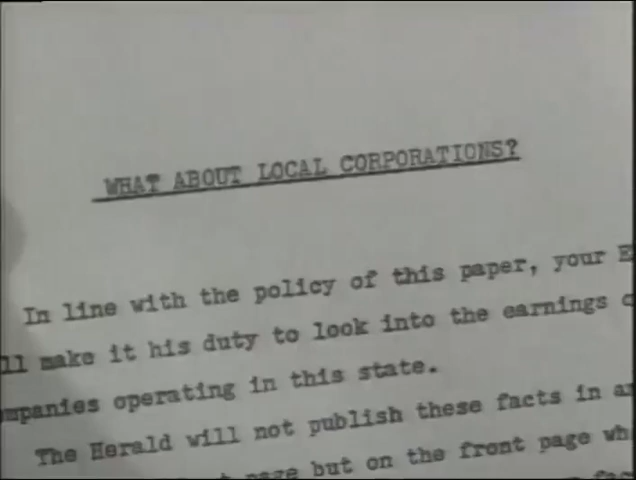 WHAT ABOUT LOCAL CORPORATIONS?
In line with the policy of this paper, your E
ll make it his duty to look into the earnings
mpanies operating in this state.
The Herald will not publish these facts in
page but on the front page